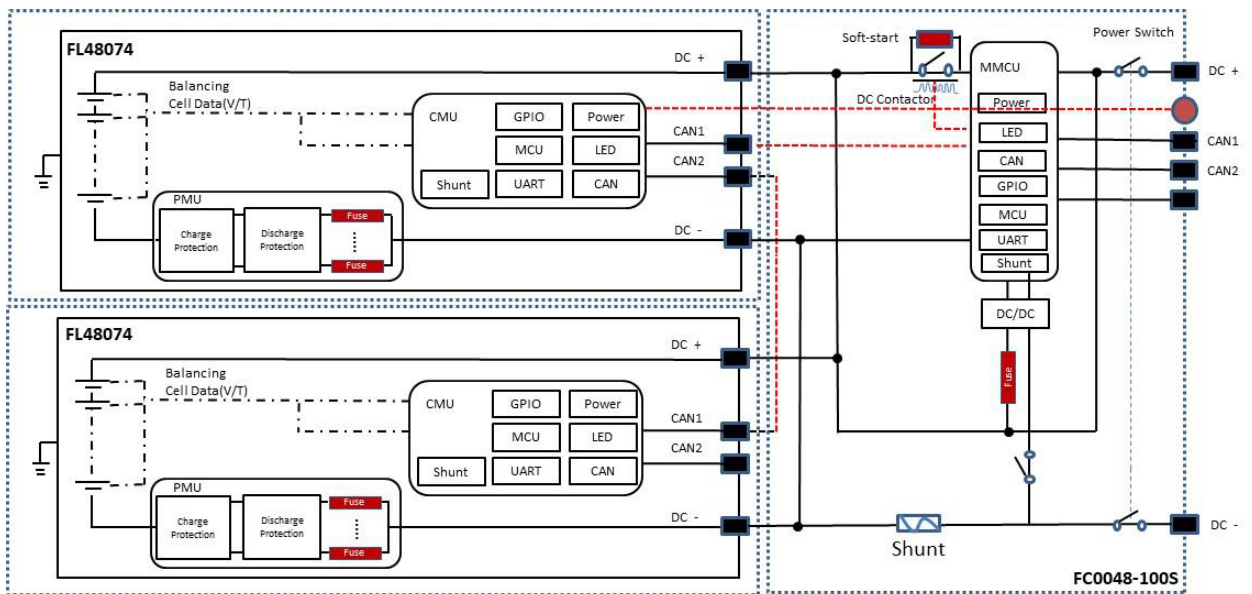 FL48074
DC +
Balancing
Cell Data(V/T)
CMU
GPIO
Power
MCU
LED
Shunt
UART
CAN
CAN1
CAN2
PMU
Charge
Protection
Discharge
Protection
Fuse
Fuse
DC -
FL48074
DC +
Balancing
Cell Data(V/T)
CMU
GPIO
Power
MCU
LED
Shunt
UART
CAN
CAN1
CAN2
PMU
Charge
Protection
Discharge
Protection
Fuse
Fuse
DC -
Soft-start
DC Contactor
MMCU
Power
LED
CAN
GPIO
MCU
UART
Shunt
DC/DC
Fuse
Power Switch
DC +
CAN1
CAN2
Shunt
DC -
FC0048-100S